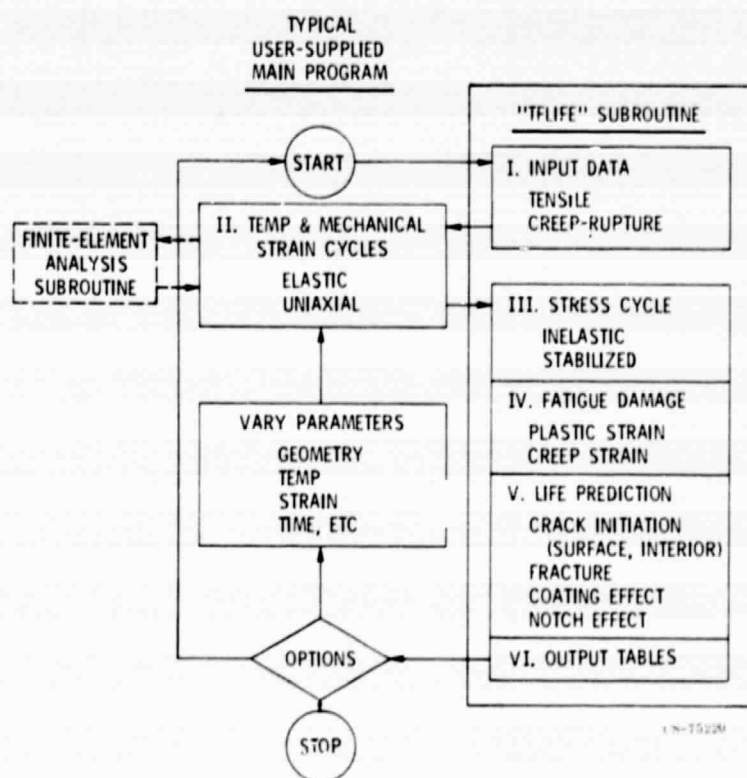 TYPICAL
USER-SUPPLIED
MAIN PROGRAM
"TFLIFE" SUBROUTINE
START
I. INPUT DATA
TENSILE
CREEP-RUPTURE
FINITE-ELEMENT
ANALYSIS
SUBROUTINE
II. TEMP & MECHANICAL
STRAIN CYCLES
ELASTIC
UNIAXIAL
III. STRESS CYCLE
INELASTIC
STABILIZED
IV. FATIGUE DAMAGE
PLASTIC STRAIN
CREEP STRAIN
VARY PARAMETERS
GEOMETRY
TEMP
STRAIN
TIME, ETC
V. LIFE PREDICTION
CRACK INITIATION
(SURFACE, INTERIOR)
FRACTURE
COATING EFFECT
NOTCH EFFECT
OPTIONS
VI. OUTPUT TABLES
STOP
CS-75220